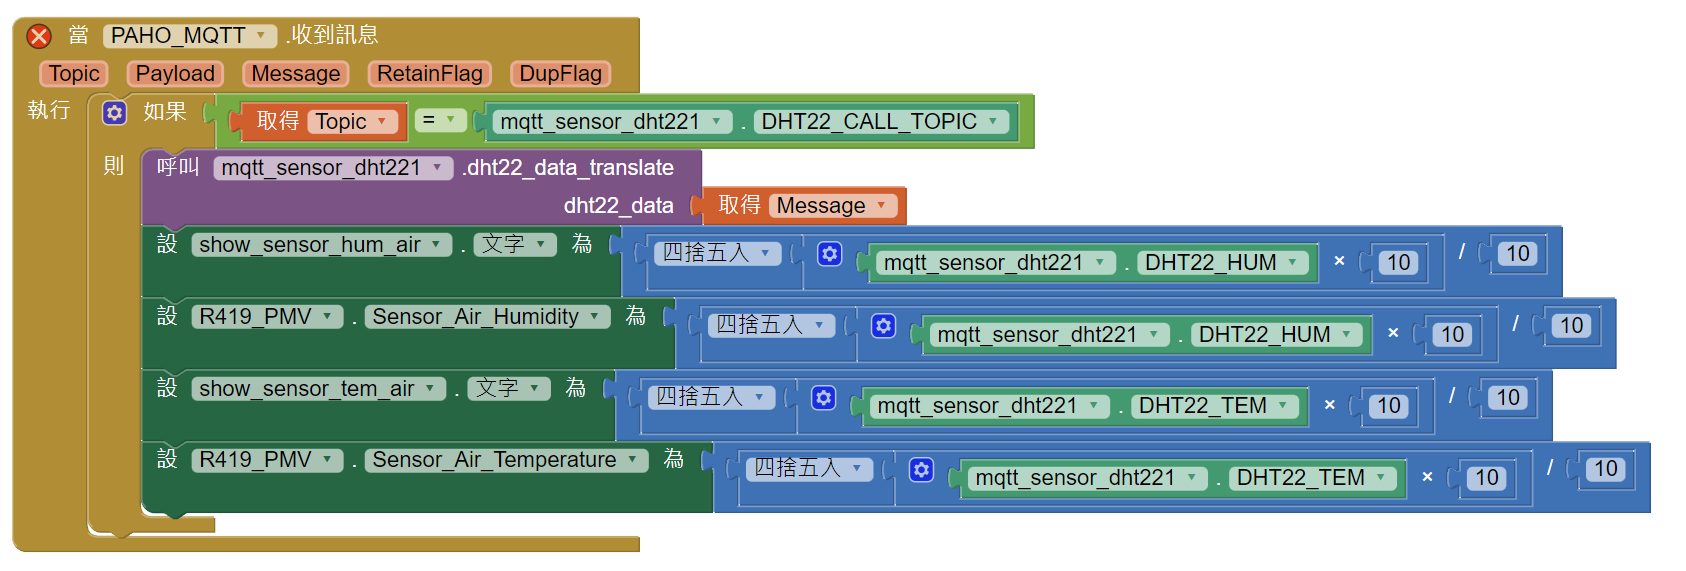 當 PAHO_MQTT .收到訊息
Topic Payload Message RetainFlag DupFlag
執行 如果 取得 Topic = mqtt_sensor_dht221 . DHT22_CALL_TOPIC
則 呼叫 mqtt_sensor_dht221 .dht22_data_translate
dht22_data 取得 Message
設 show_sensor_hum_air . 文字 為 四捨五入 mqtt_sensor_dht221 . DHT22_HUM × 10 / 10
設 R419_PMV . Sensor_Air_Humidity 為 四捨五入 mqtt_sensor_dht221 . DHT22_HUM × 10 / 10
設 show_sensor_tem_air . 文字 為 四捨五入 mqtt_sensor_dht221 . DHT22_TEM × 10 / 10
設 R419_PMV . Sensor_Air_Temperature 為 四捨五入 mqtt_sensor_dht221 . DHT22_TEM × 10 / 10